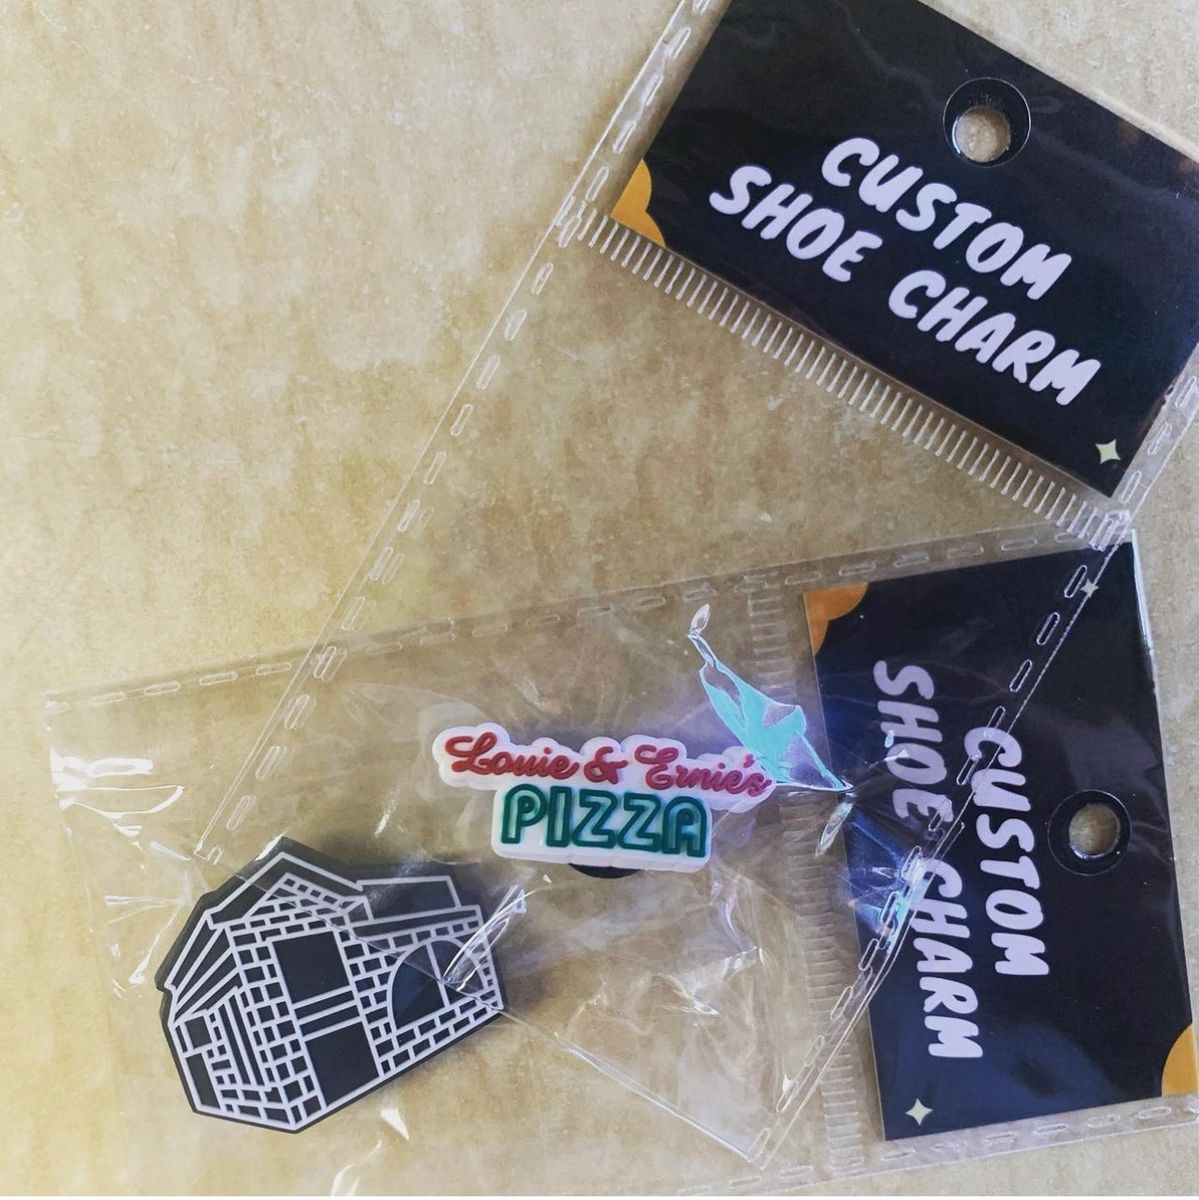 CUSTOM
SHOE CHARM
Louie & Ernie's
PIZZA
CUSTOM
SHOE CHARM